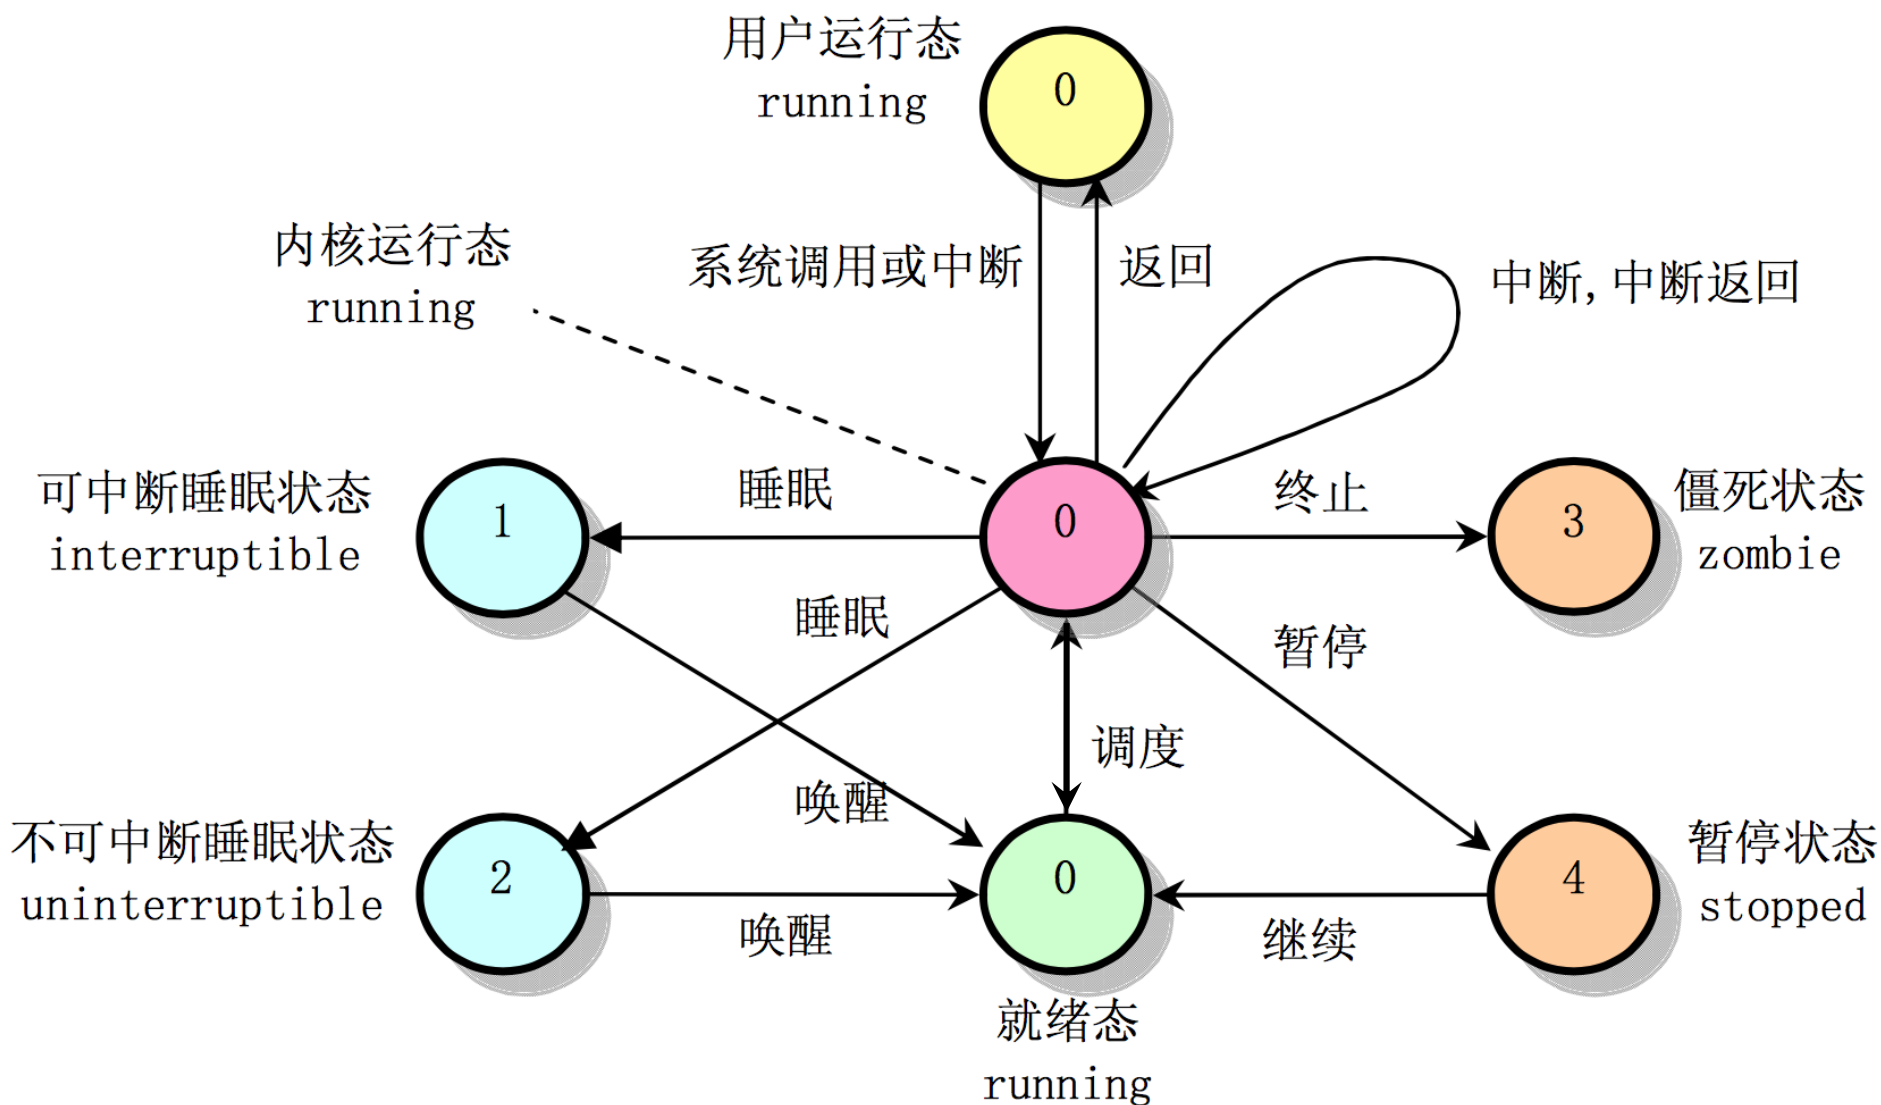 用户运行态
running
0
内核运行态
running
系统调用或中断
返回
中断,中断返回
可中断睡眠状态
interruptible
1
睡眠
0
终止
3
僵死状态
zombie
睡眠
暂停
调度
唤醒
不可中断睡眠状态
uninterruptible
2
唤醒
0
继续
4
暂停状态
stopped
就绪态
running